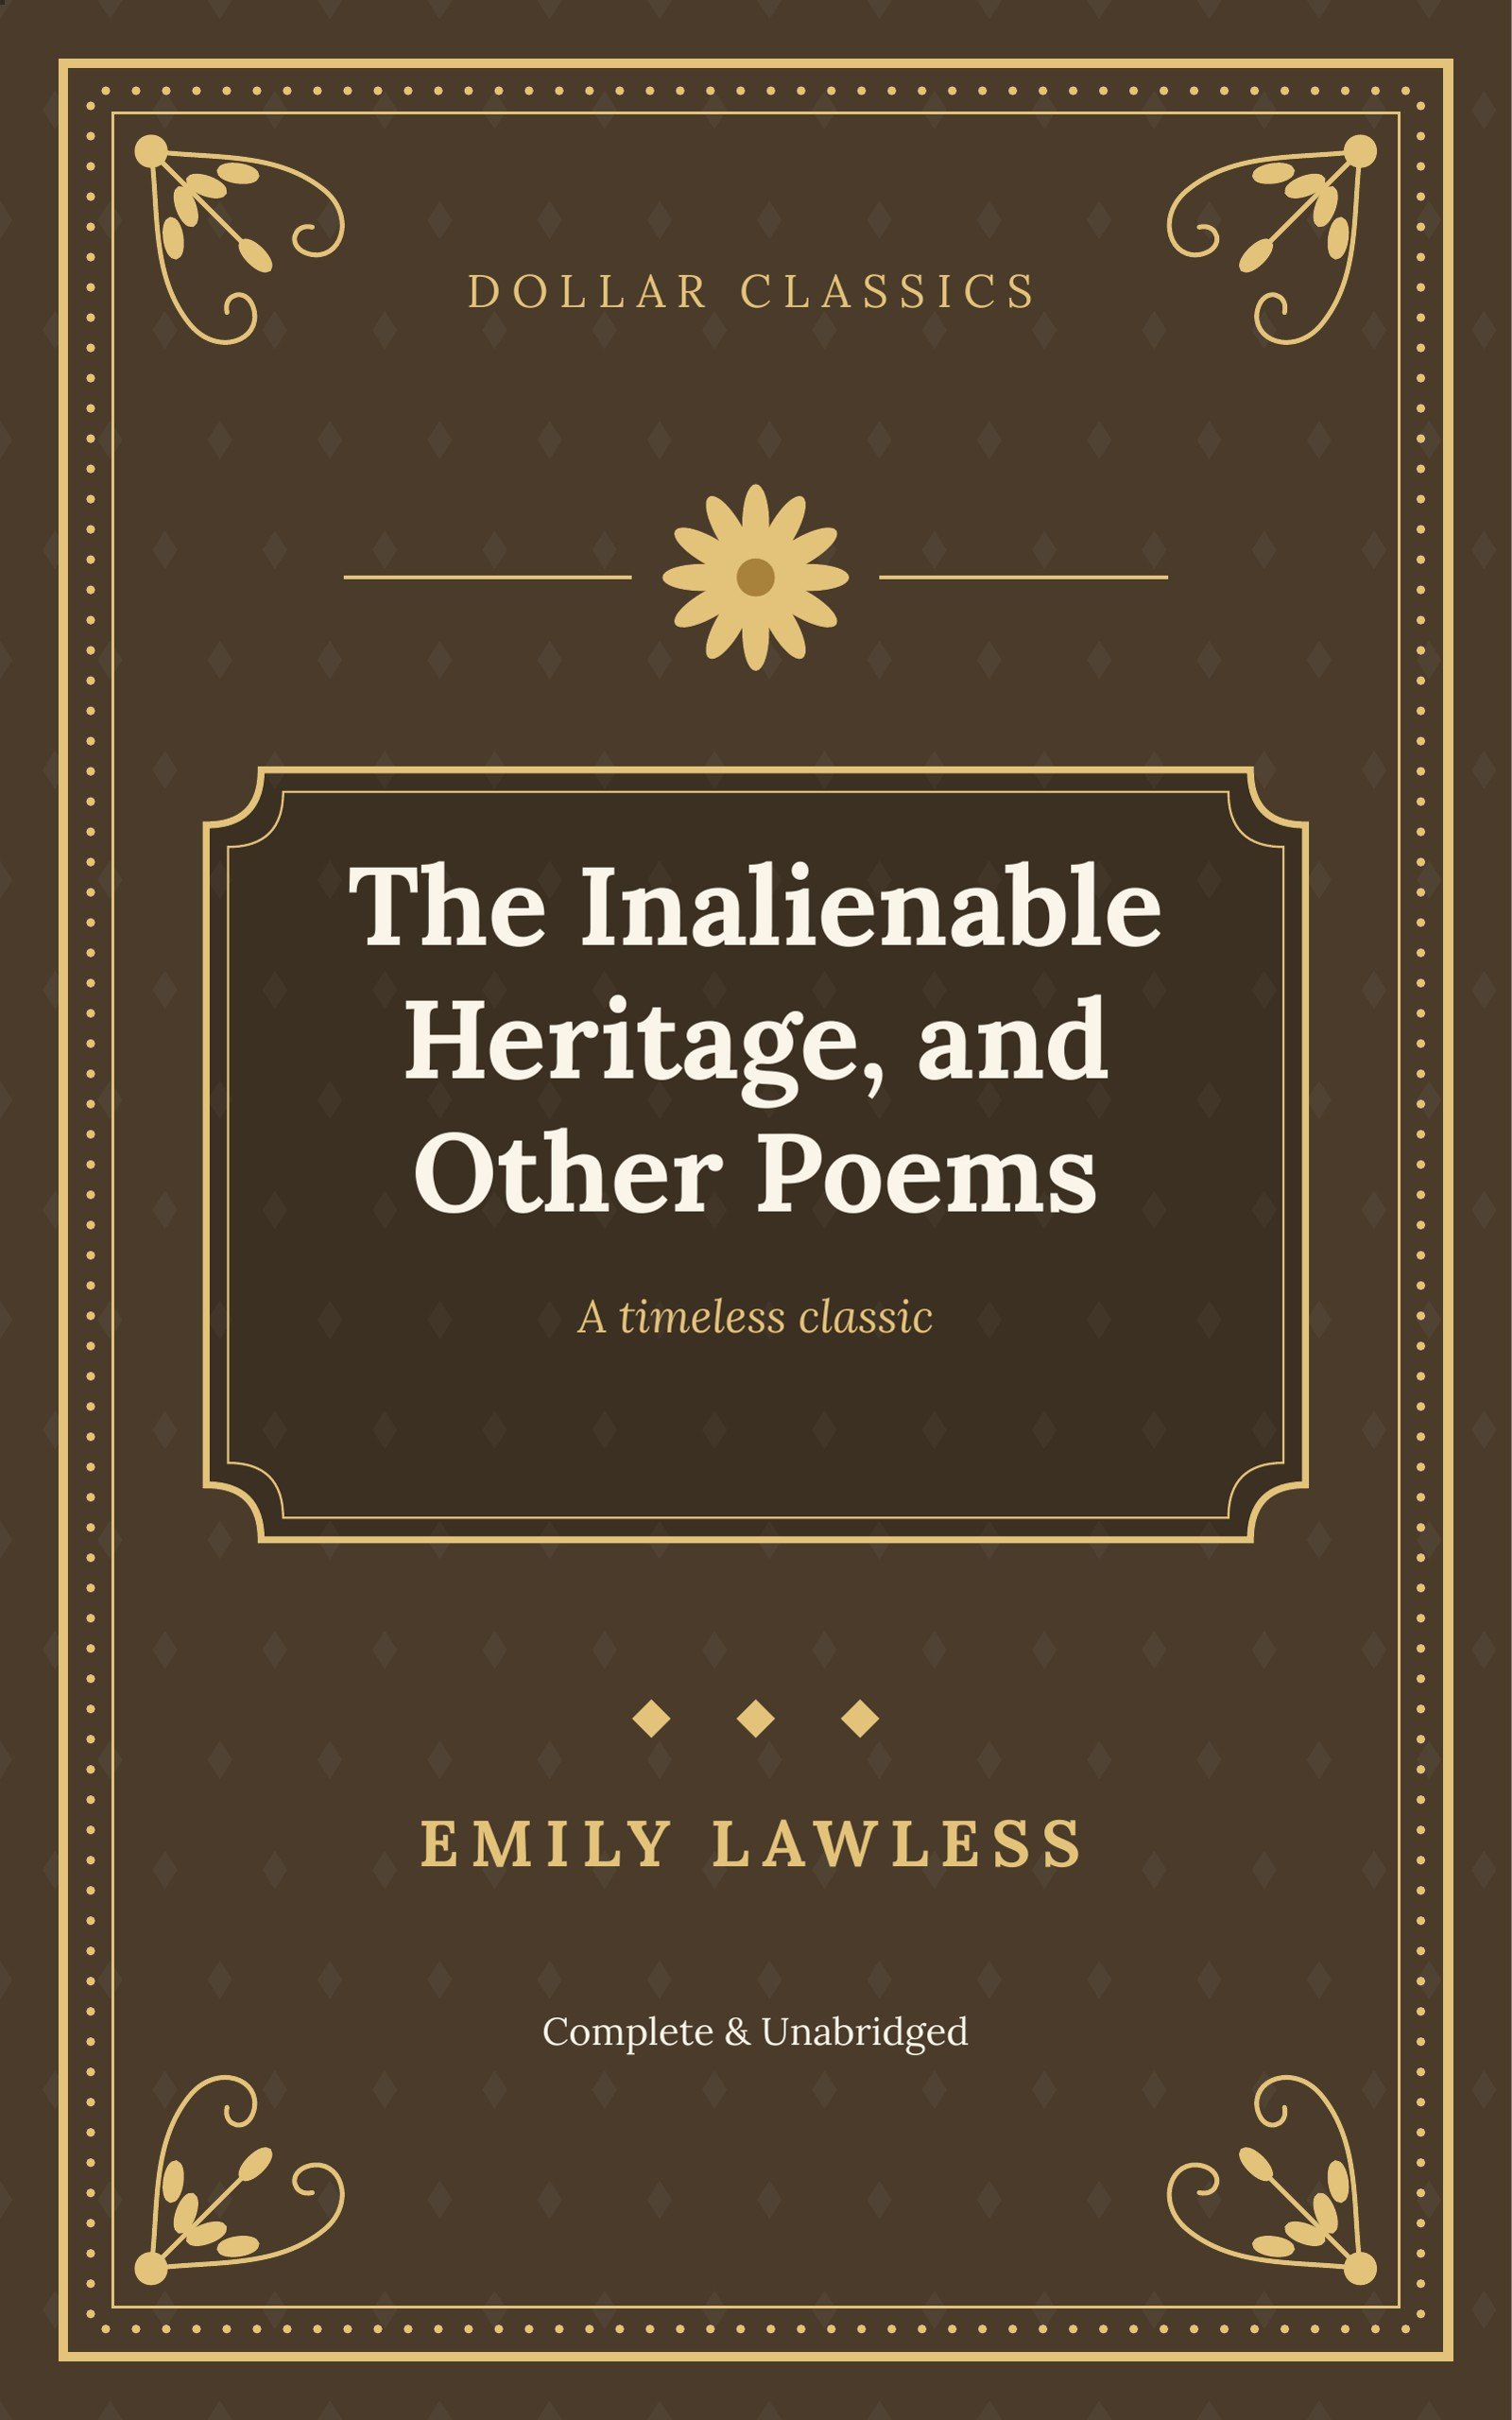 DOLLAR CLASSICS
The Inalienable
Heritage, and
Other Poems
A timeless classic
EMILY LAWLESS
Complete & Unabridged